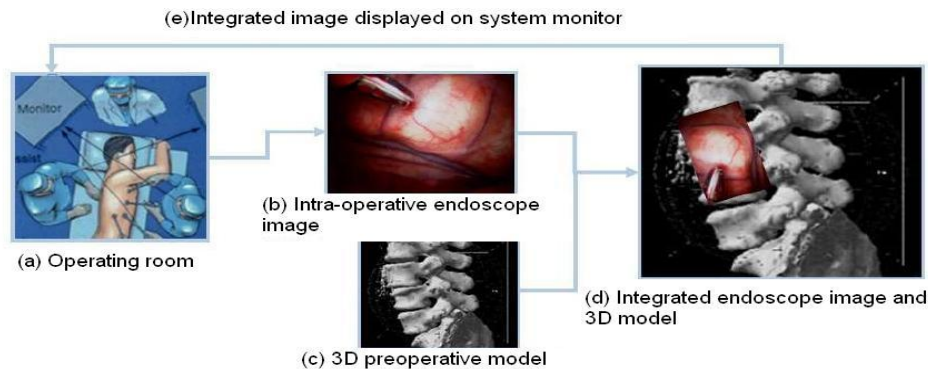 (e)Integrated image displayed on system monitor
Monitor
ssist
(a) Operating room
(b) Intra-operative endoscope
image
(c) 3D preoperative model
(d) Integrated endoscope image and
3D model